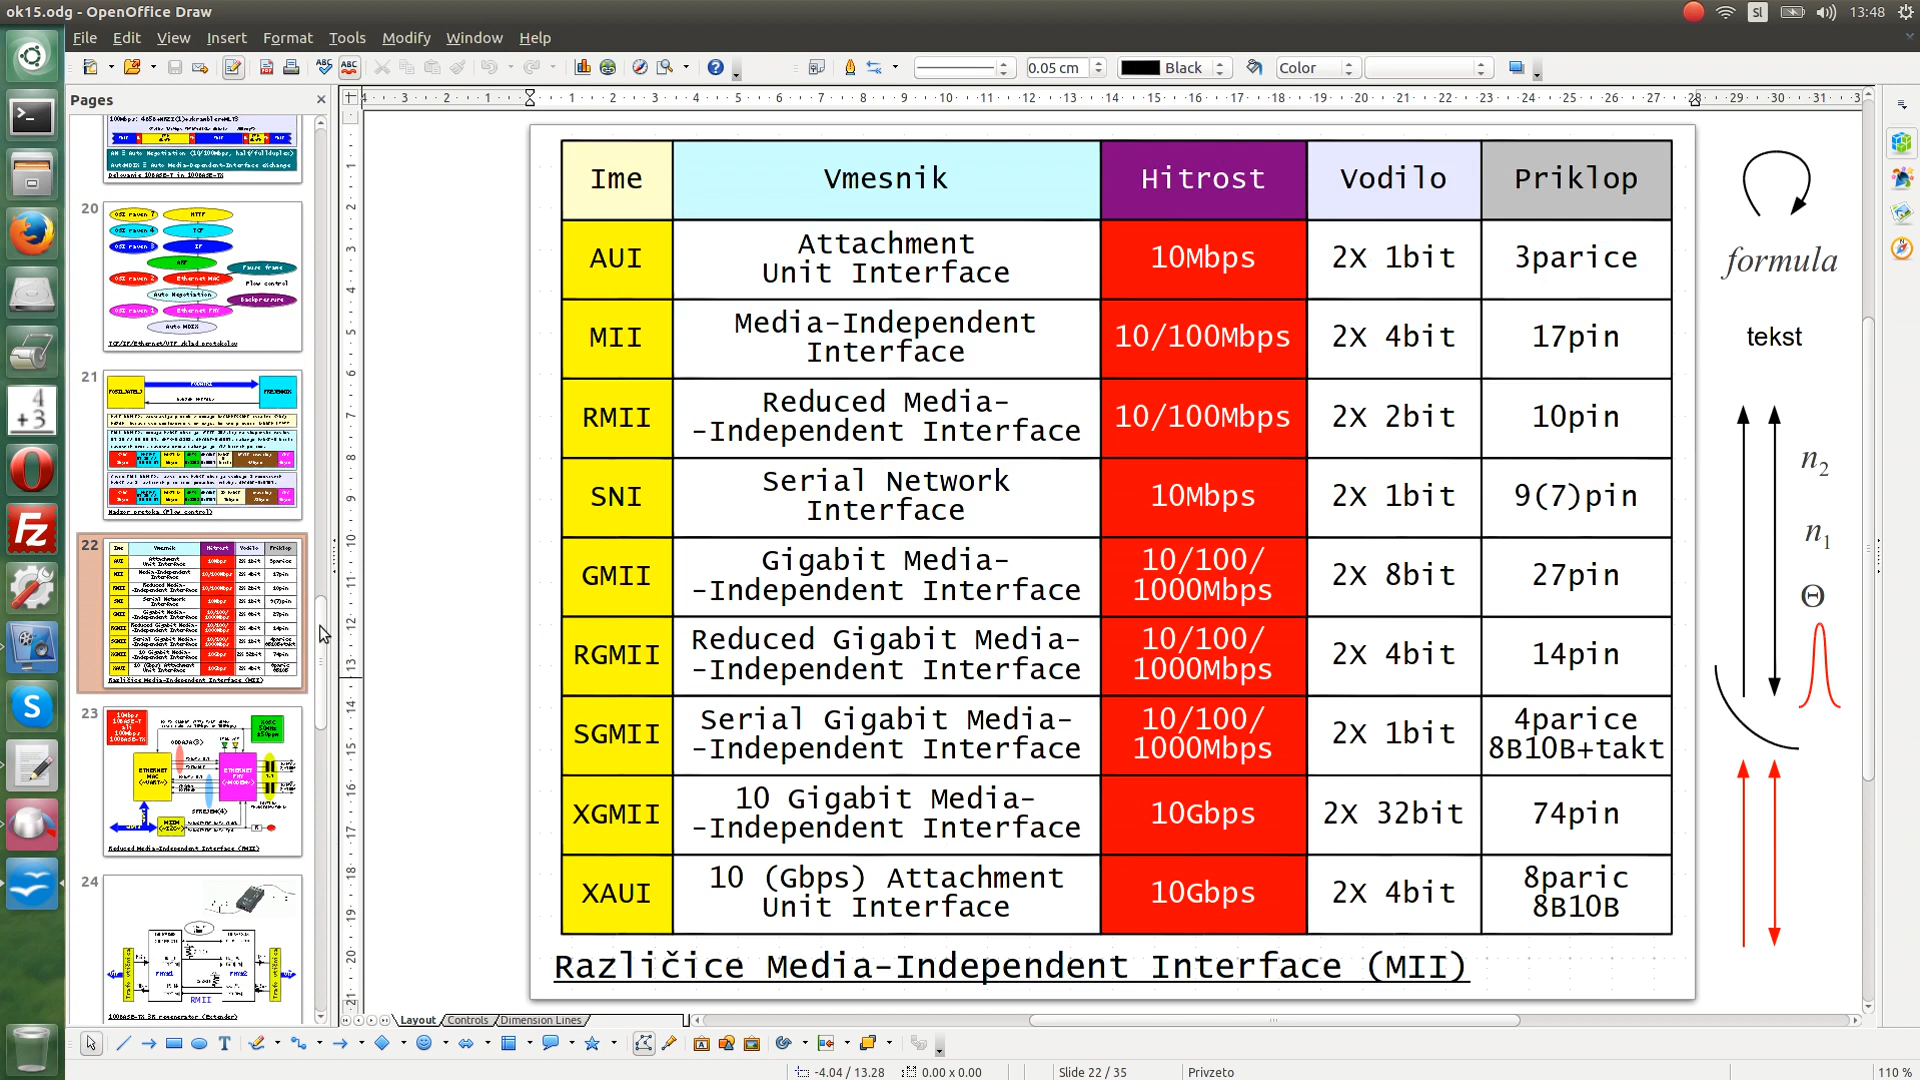 ok15.odg - OpenOffice Draw
Sl
13:48
File Edit View Insert Format Tools Modify Window Help
0.05 cm
Black
Color
Pages
20
21
22
23
24
Ime Vmesnik Hitrost Vodilo Priklop
AUI Attachment Unit Interface 10Mbps 2X 1bit 3parice
MII Media-Independent Interface 10/100Mbps 2X 4bit 17pin
RMII Reduced Media- -Independent Interface 10/100Mbps 2X 2bit 10pin
SNI Serial Network Interface 10Mbps 2X 1bit 9(7)pin
GMII Gigabit Media- -Independent Interface 10/100/ 1000Mbps 2X 8bit 27pin
RGMII Reduced Gigabit Media- -Independent Interface 10/100/ 1000Mbps 2X 4bit 14pin
SGMII Serial Gigabit Media- -Independent Interface 10/100/ 1000Mbps 2X 1bit 4parice 8B10B+takt
XGMII 10 Gigabit Media- -Independent Interface 10Gbps 2X 32bit 74pin
XAUI 10 (Gbps) Attachment Unit Interface 10Gbps 2X 4bit 8paric 8B10B
Različice Media-Independent Interface (MII)
formula
tekst
n2
n1
Θ
Layout Controls Dimension Lines
-4.04 / 13.28 0.00 x 0.00 Slide 22 / 35 Privzeto 110 %